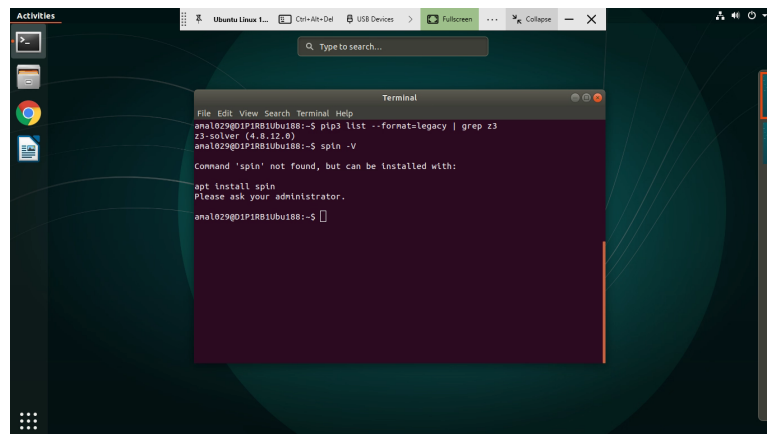 Activities
Ubuntu Linux 1... Ctrl+Alt+Del USB Devices Fullscreen ... Collapse
Type to search...
Terminal
File Edit View Search Terminal Help
amal029@D1P1RB1Ubu188:~$ pip3 list --format=legacy | grep z3
z3-solver (4.8.12.0)
amal029@D1P1RB1Ubu188:~$ spin -V
Command 'spin' not found, but can be installed with:
apt install spin
Please ask your administrator.
amal029@D1P1RB1Ubu188:~$